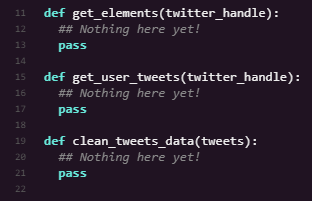 11 def get_elements(twitter_handle):
12 ## Nothing here yet!
13 pass
14
15 def get_user_tweets(twitter_handle):
16 ## Nothing here yet!
17 pass
18
19 def clean_tweets_data(tweets):
20 ## Nothing here yet!
21 pass
22